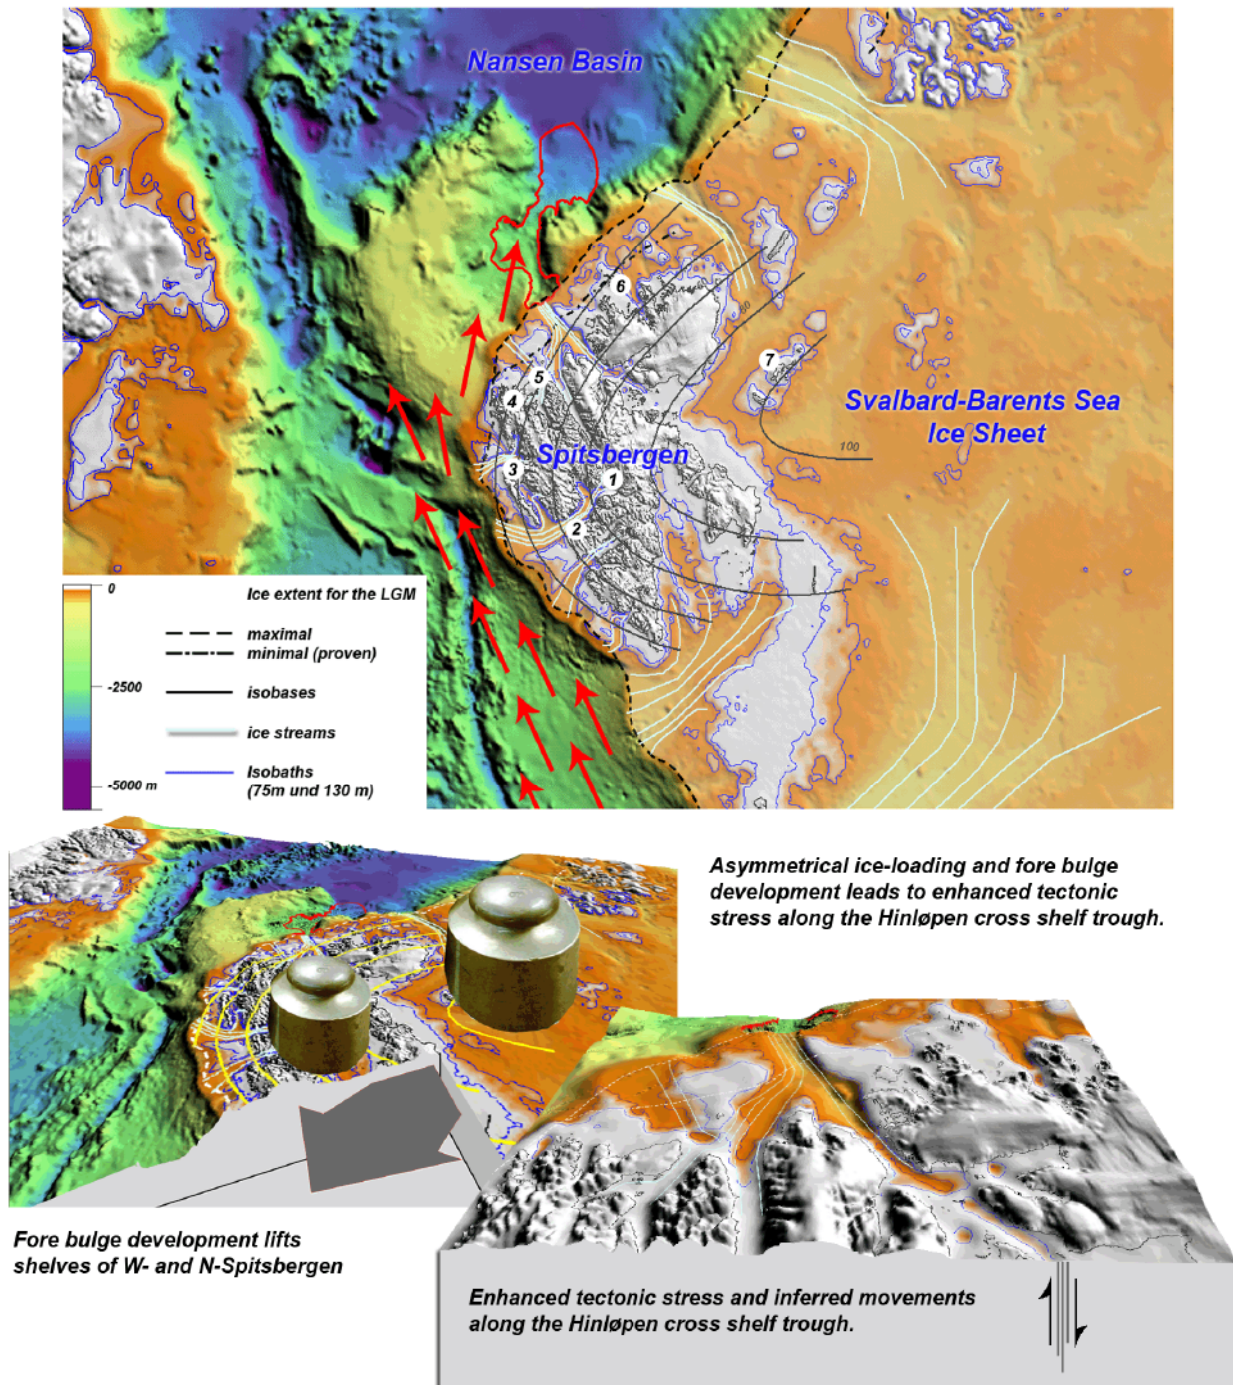 Nansen Basin
6
7
5
4
Svalbard-Barents Sea
Ice Sheet
100
Spitsbergen
3
1
2
0
Ice extent for the LGM
maximal
minimal (proven)
-2500
isobases
ice streams
Isobaths
-5000 m
(75m und 130 m)
Asymmetrical ice-loading and fore bulge
development leads to enhanced tectonic
stress along the Hinløpen cross shelf trough.
Fore bulge development lifts
shelves of W- and N-Spitsbergen
Enhanced tectonic stress and inferred movements
along the Hinløpen cross shelf trough.